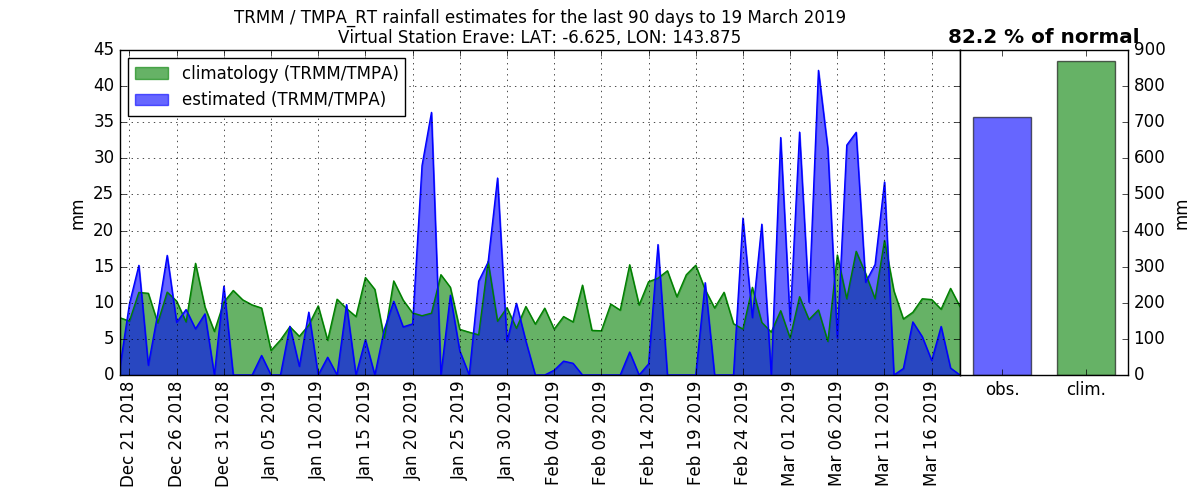 TRMM / TMPA_RT rainfall estimates for the last 90 days to 19 March 2019
Virtual Station Erave: LAT: -6.625, LON: 143.875
82.2 % of normal
climatology (TRMM/TMPA)
estimated (TRMM/TMPA)
mm
45
40
35
30
25
20
15
10
5
0
Dec 21 2018
Dec 26 2018
Dec 31 2018
Jan 05 2019
Jan 10 2019
Jan 15 2019
Jan 20 2019
Jan 25 2019
Jan 30 2019
Feb 04 2019
Feb 09 2019
Feb 14 2019
Feb 19 2019
Feb 24 2019
Mar 01 2019
Mar 06 2019
Mar 11 2019
Mar 16 2019
obs.
clim.
900
800
700
600
500
400
300
200
100
0
mm